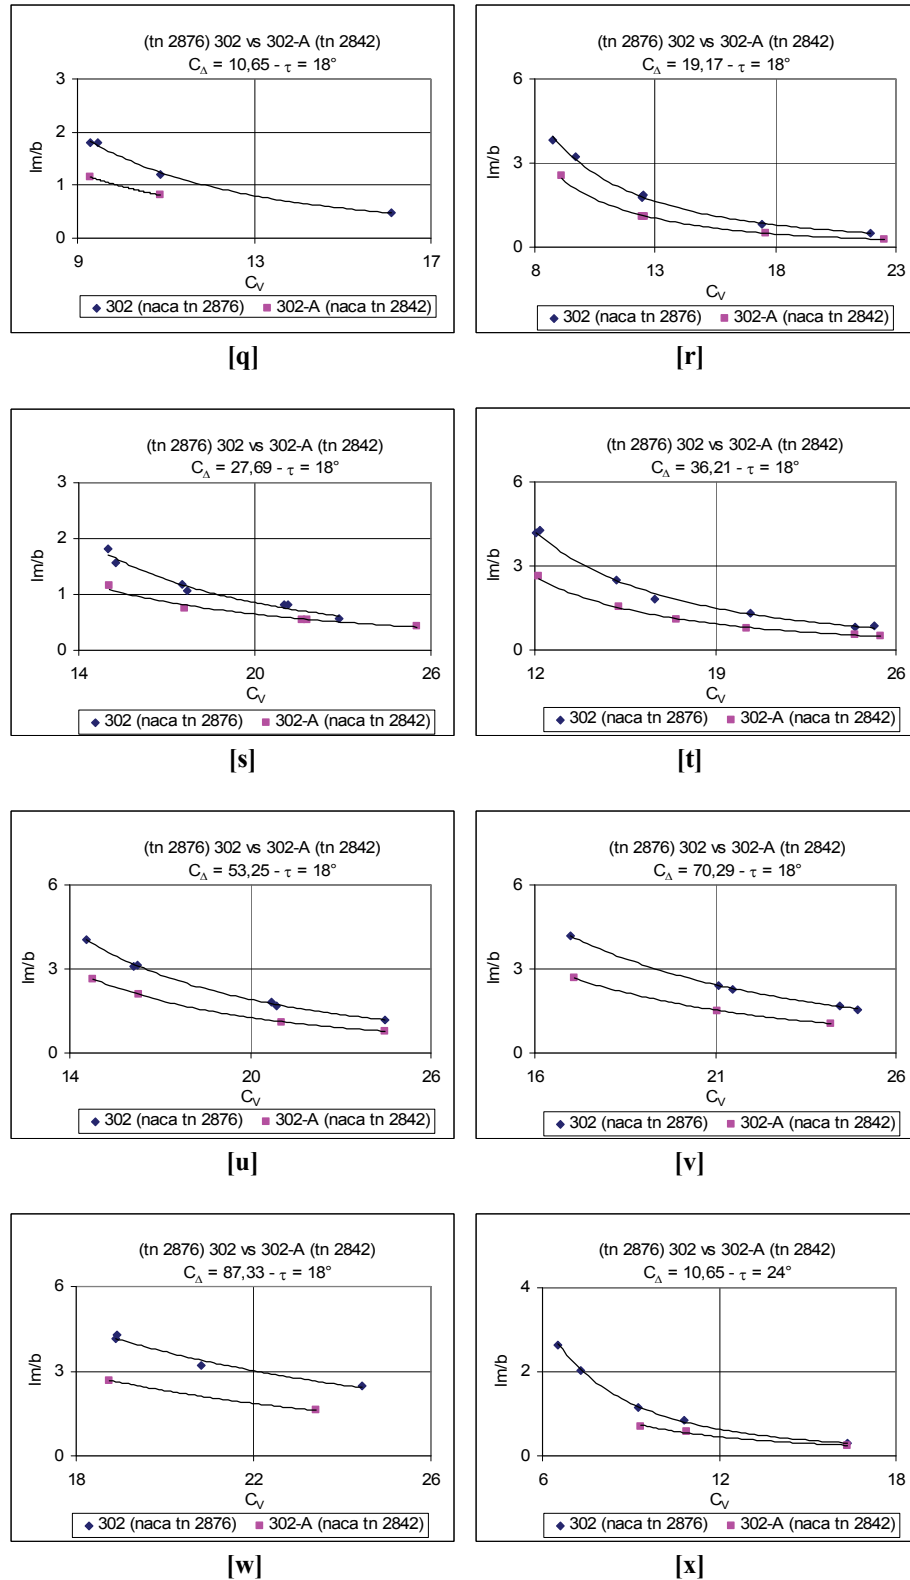 (tn 2876) 302 vs 302-A (tn 2842)
CΔ = 10,65 - τ = 18°
3
2
1
0
lm/b
9 13 17
CV
302 (naca tn 2876) 302-A (naca tn 2842)
[q]
(tn 2876) 302 vs 302-A (tn 2842)
CΔ = 19,17 - τ = 18°
6
3
0
lm/b
8 13 18 23
CV
302 (naca tn 2876) 302-A (naca tn 2842)
[r]
(tn 2876) 302 vs 302-A (tn 2842)
CΔ = 27,69 - τ = 18°
3
2
1
0
lm/b
14 20 26
CV
302 (naca tn 2876) 302-A (naca tn 2842)
[s]
(tn 2876) 302 vs 302-A (tn 2842)
CΔ = 36,21 - τ = 18°
6
3
0
lm/b
12 19 26
CV
302 (naca tn 2876) 302-A (naca tn 2842)
[t]
(tn 2876) 302 vs 302-A (tn 2842)
CΔ = 53,25 - τ = 18°
6
3
0
lm/b
14 20 26
CV
302 (naca tn 2876) 302-A (naca tn 2842)
[u]
(tn 2876) 302 vs 302-A (tn 2842)
CΔ = 70,29 - τ = 18°
6
3
0
lm/b
16 21 26
CV
302 (naca tn 2876) 302-A (naca tn 2842)
[v]
(tn 2876) 302 vs 302-A (tn 2842)
CΔ = 87,33 - τ = 18°
6
3
0
lm/b
18 22 26
CV
302 (naca tn 2876) 302-A (naca tn 2842)
[w]
(tn 2876) 302 vs 302-A (tn 2842)
CΔ = 10,65 - τ = 24°
4
2
0
lm/b
6 12 18
CV
302 (naca tn 2876) 302-A (naca tn 2842)
[x]